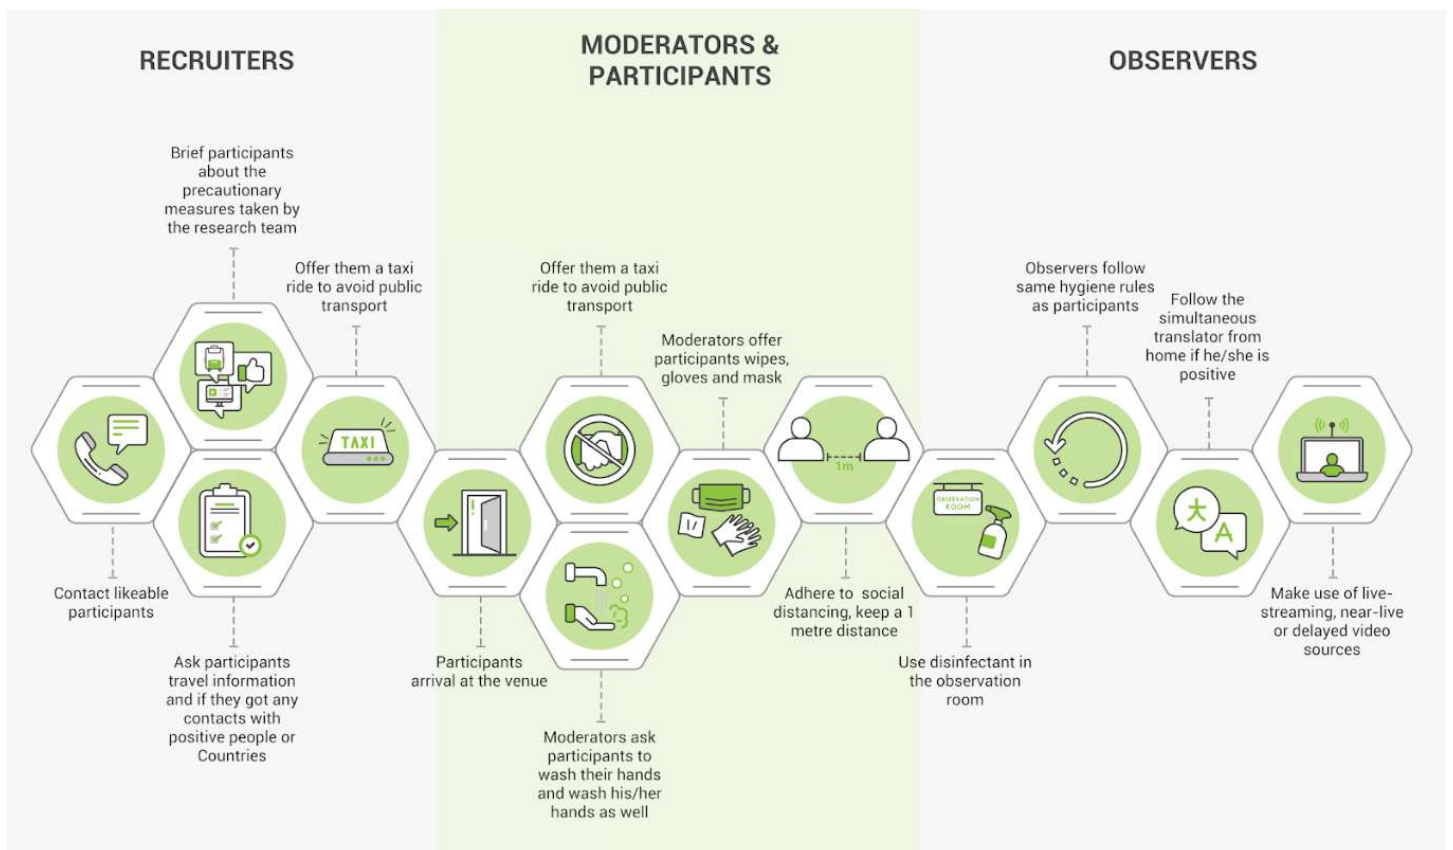 RECRUITERS
MODERATORS &
PARTICIPANTS
OBSERVERS
Brief participants
about the
precautionary
measures taken by
the research team
Offer them a taxi
ride to avoid public
transport
TAXI
Contact likeable
participants
Ask participants
travel information
and if they got any
contacts with
positive people or
Countries
Offer them a taxi
ride to avoid public
transport
Moderators offer
participants wipes,
gloves and mask
1m
Participants
arrival at the venue
Moderators ask
participants to
wash their hands
and wash his/her
hands as well
Adhere to social
distancing, keep a 1
metre distance
Observers follow
same hygiene rules
as participants
Follow the
simultaneous
translator from
home if he/she is
positive
OBSERVATION
ROOM
大
A
Use disinfectant in
the observation
room
Make use of live-
streaming, near-live
or delayed video
sources